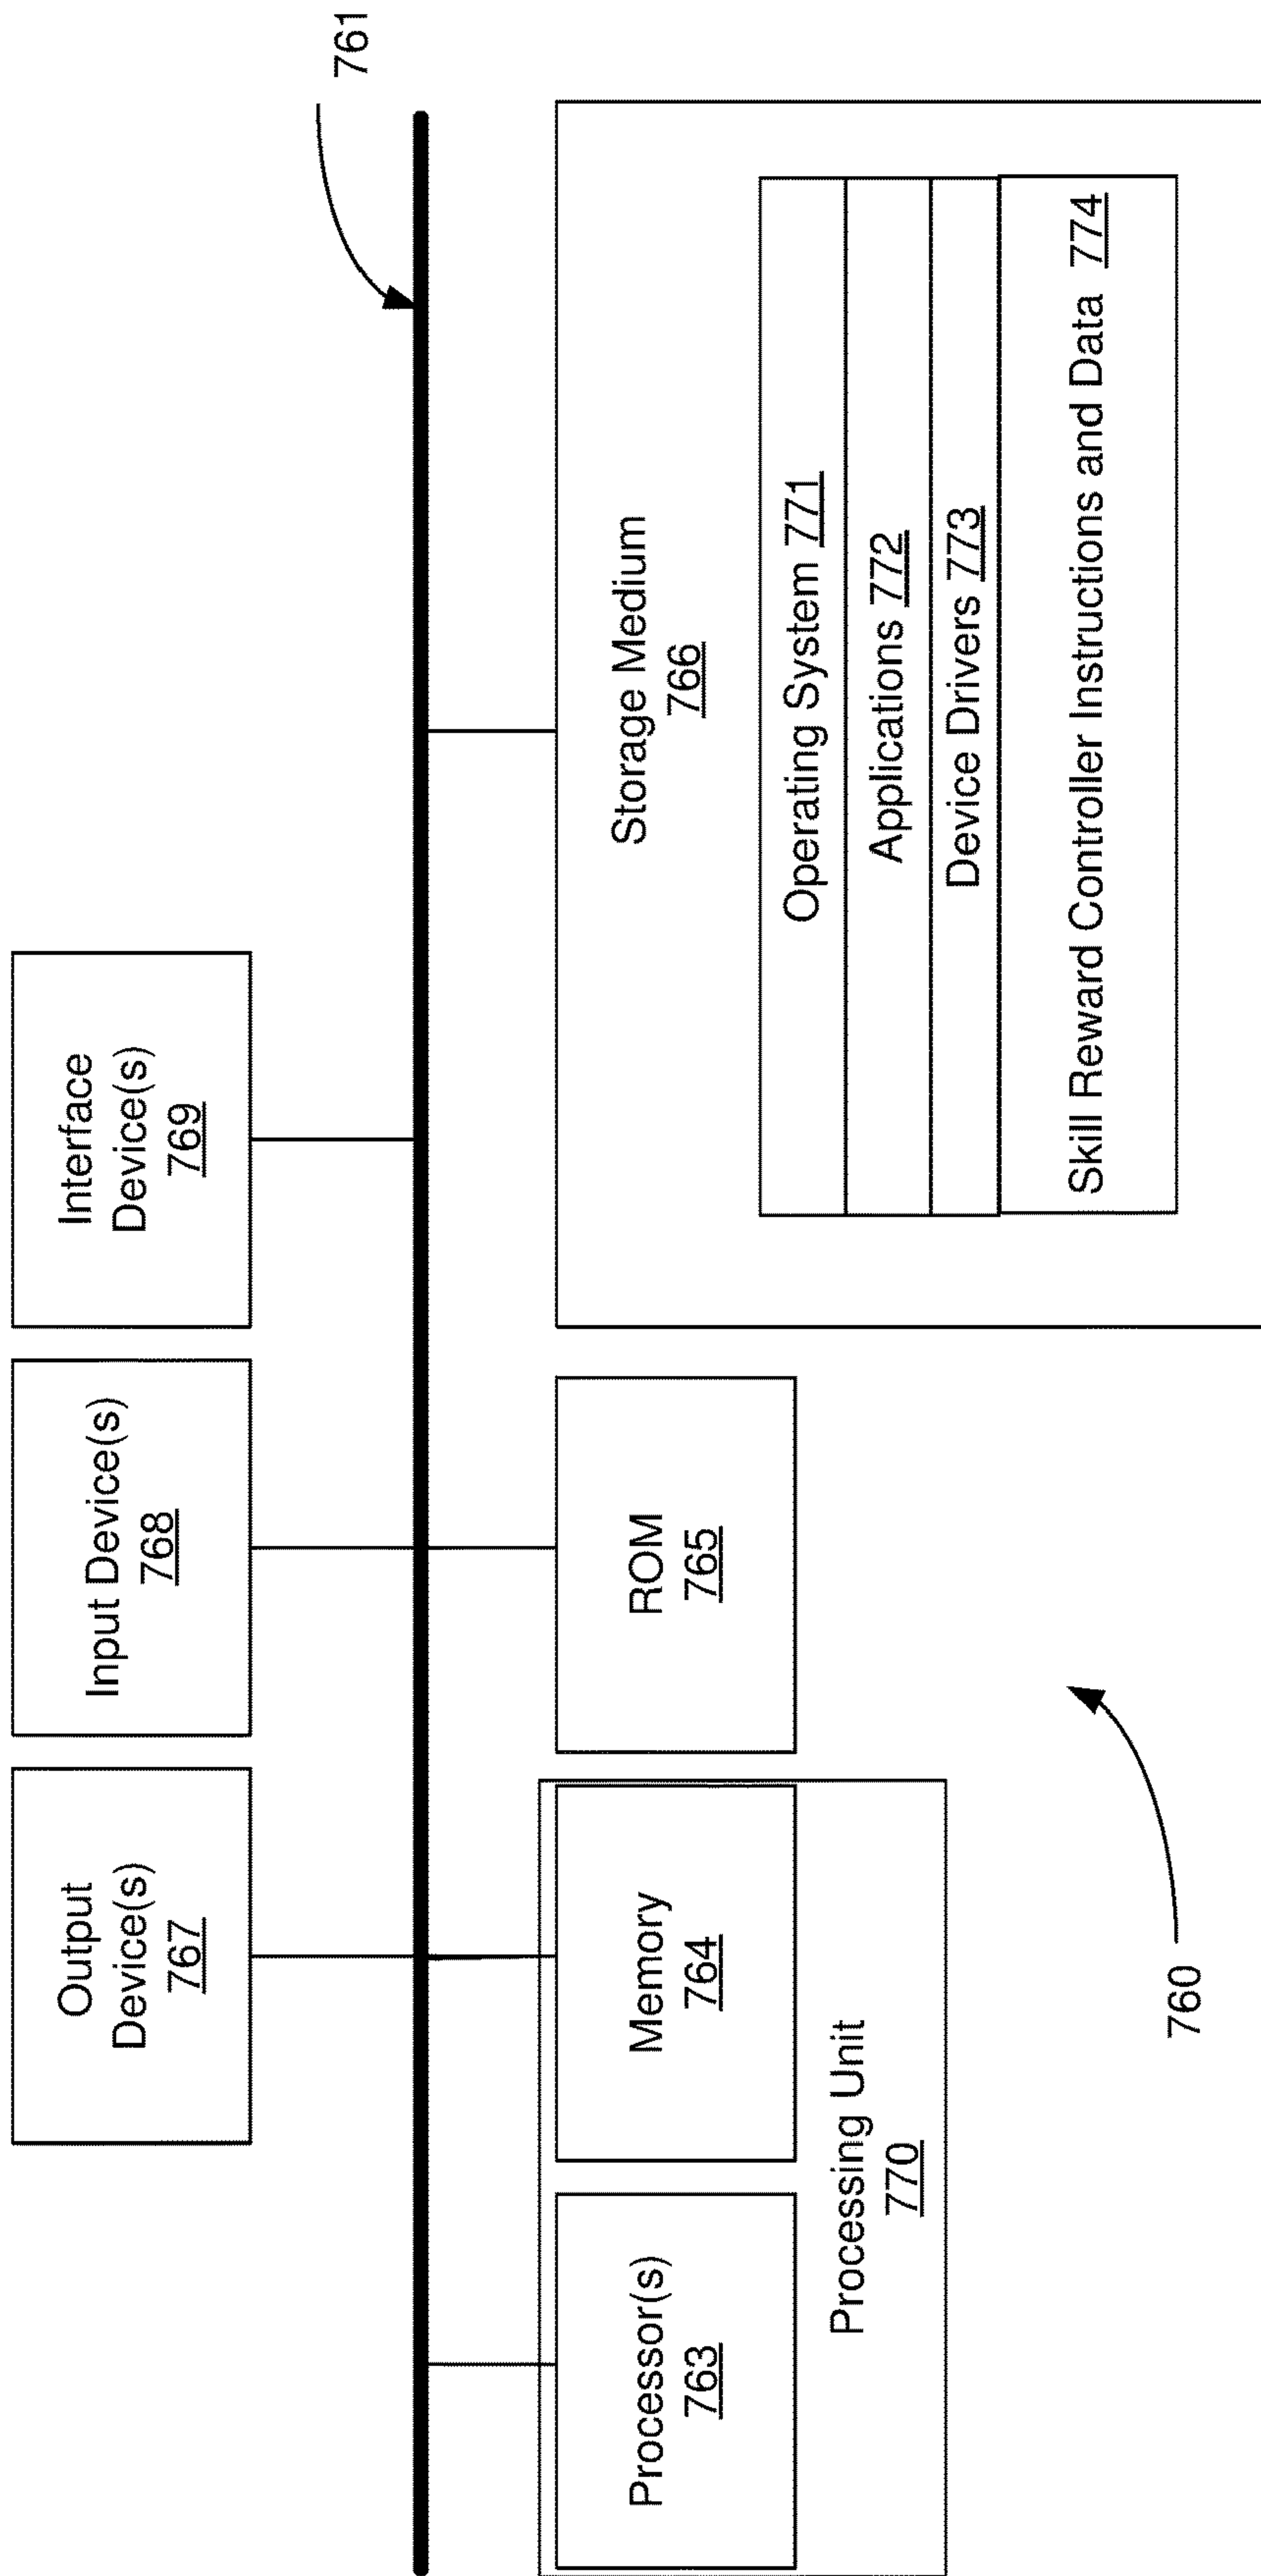 761
Output
Device(s)
767
Input Device(s)
768
Interface
Device(s)
769
Processor(s)
763
Memory
764
Processing Unit
770
ROM
765
Storage Medium
766
Operating System 771
Applications 772
Device Drivers 773
Skill Reward Controller Instructions and Data 774
760